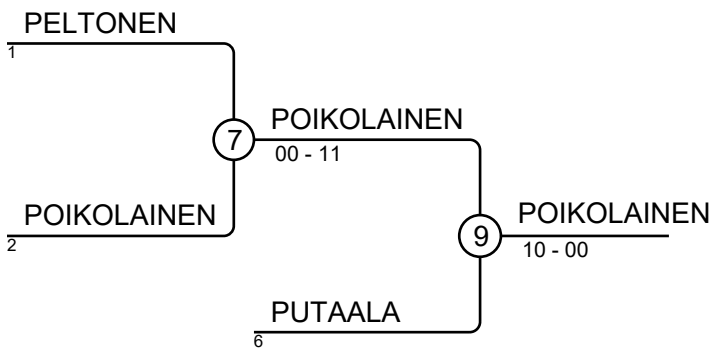 PELTONEN
1
7
POIKOLAINEN
00 - 11
POIKOLAINEN
2
9
POIKOLAINEN
10 - 00
PUTAALA
6